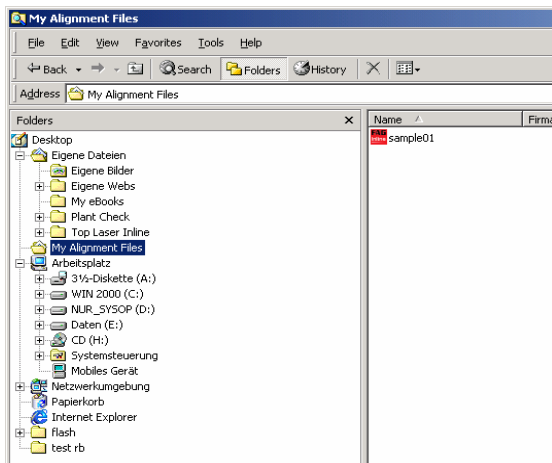 My Alignment Files
File Edit View Favorites Tools Help
Back Search Folders History
Address My Alignment Files
Folders
Name Firma
sample01
Desktop
Eigene Dateien
Eigene Bilder
Eigene Webs
My eBooks
Plant Check
Top Laser Inline
My Alignment Files
Arbeitsplatz
3½-Diskette (A:)
WIN 2000 (C:)
NUR_SYSOP (D:)
Daten (E:)
CD (H:)
Systemsteuerung
Mobiles Gerät
Netzwerkumgebung
Papierkorb
Internet Explorer
flash
test rb